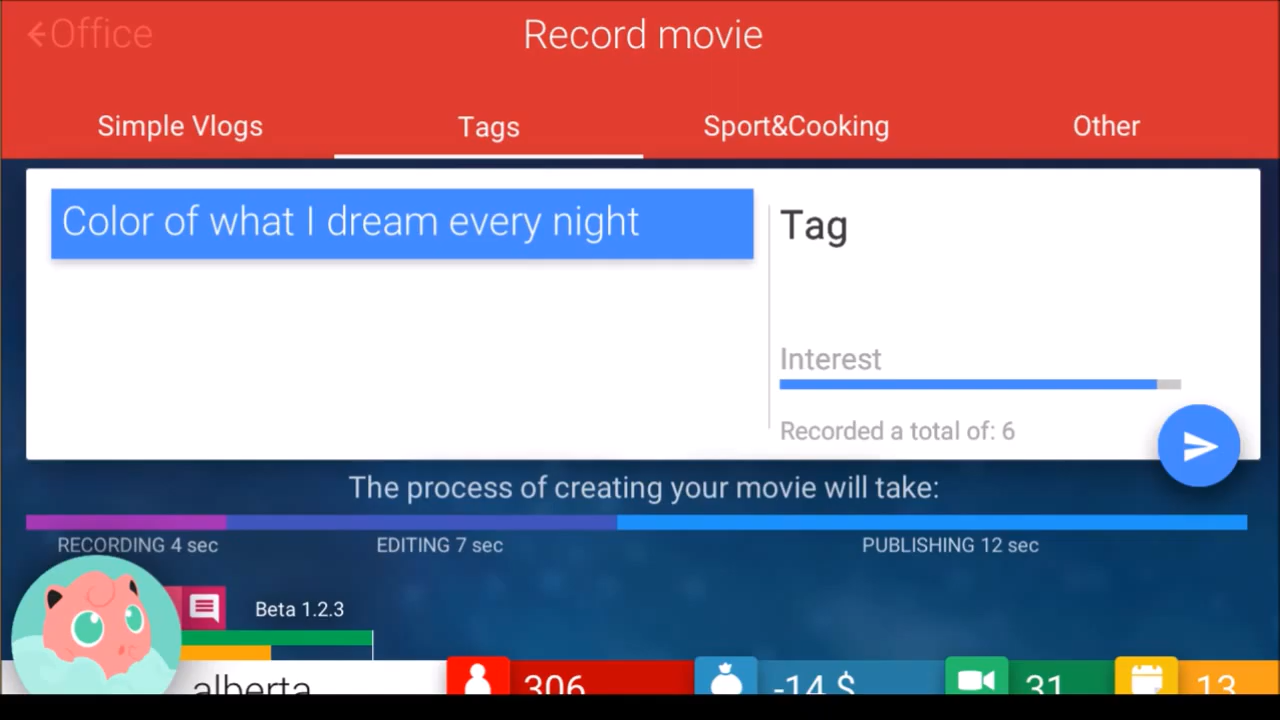 Office
Record movie
Simple Vlogs
Tags
Sport&Cooking
Other
Color of what I dream every night
Tag
Interest
Recorded a total of: 6
The process of creating your movie will take:
RECORDING 4 sec
EDITING 7 sec
PUBLISHING 12 sec
Beta 1.2.3
alberta
306
-14 $
31
13